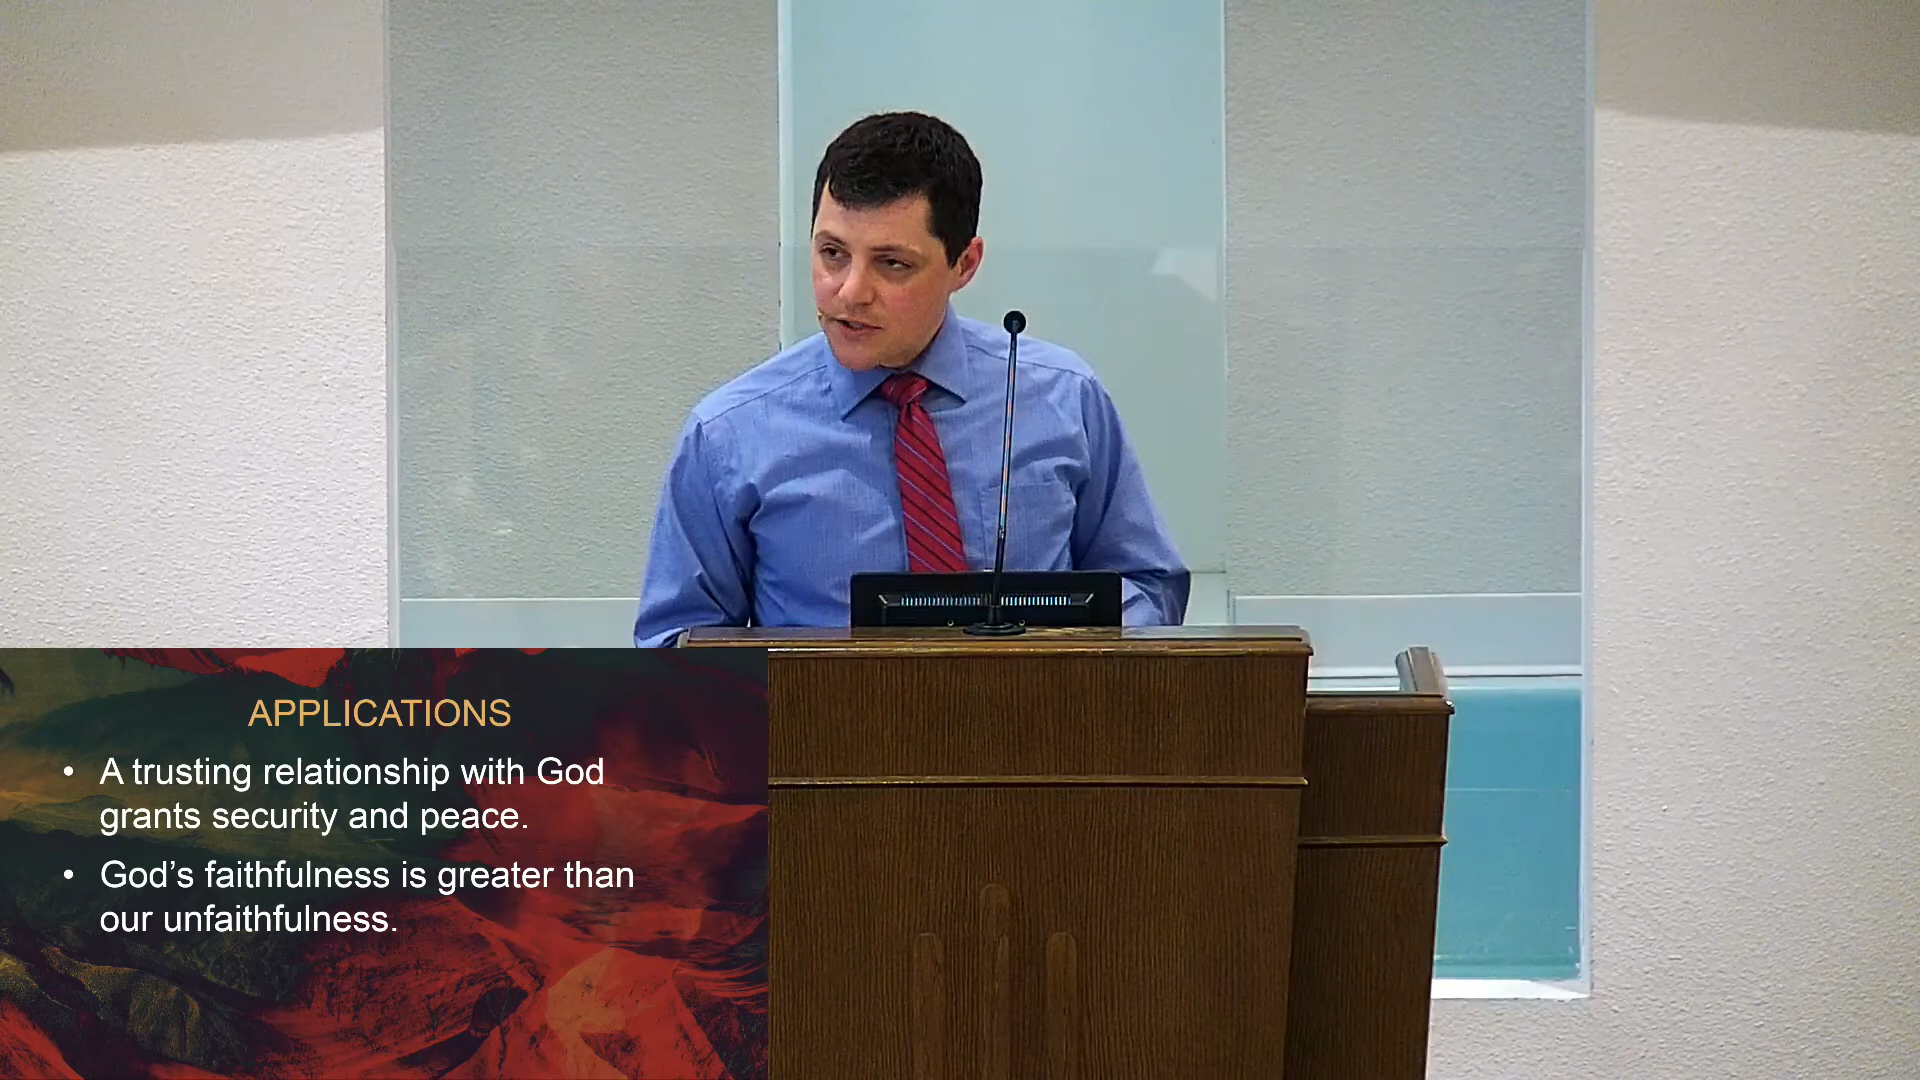 APPLICATIONS
• A trusting relationship with God
grants security and peace.
• God’s faithfulness is greater than
our unfaithfulness.